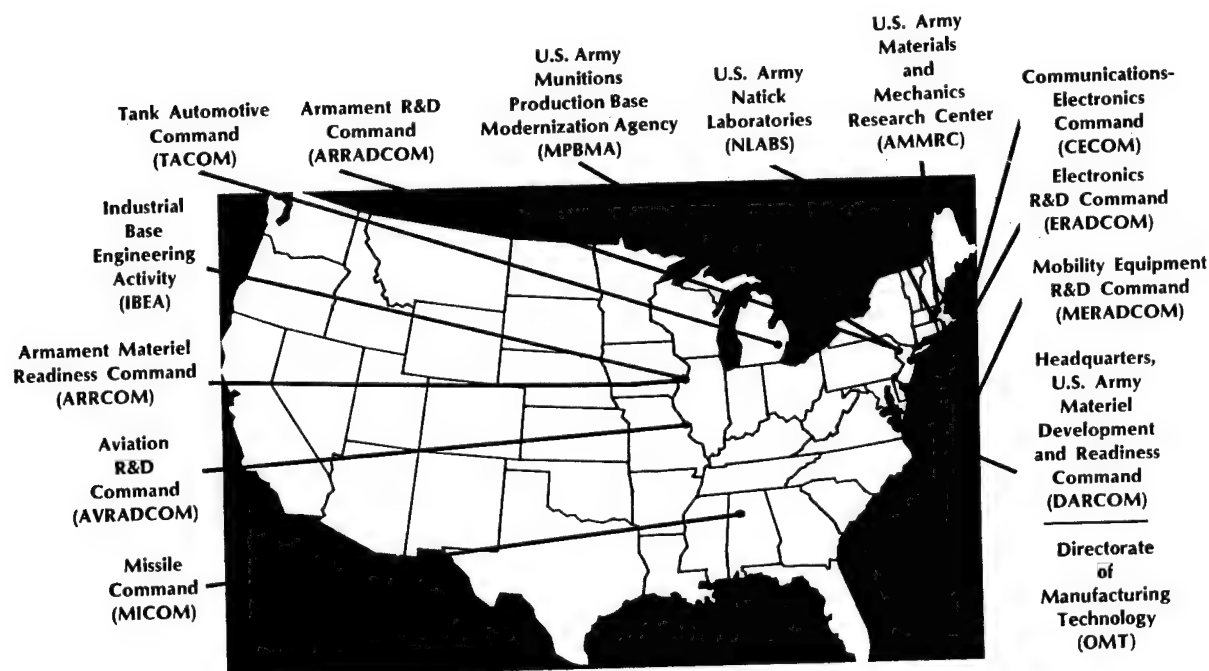 Tank Automotive
Command
(TACOM)
Armament R&D
Command
(ARRADCOM)
U.S. Army
Munitions
Production Base
Modernization Agency
(MPBMA)
U.S. Army
Natick
Laboratories
(NLABS)
U.S. Army
Materials
and
Mechanics
Research Center
(AMMRC)
Communications-
Electronics
Command
(CECOM)
Electronics
R&D Command
(ERADCOM)
Mobility Equipment
R&D Command
(MERADCOM)
Headquarters,
U.S. Army
Materiel
Development
and Readiness
Command
(DARCOM)
Directorate
of
Manufacturing
Technology
(OMT)
Industrial
Base
Engineering
Activity
(IBEA)
Armament Materiel
Readiness Command
(ARRCOM)
Aviation
R&D
Command
(AVRADCOM)
Missile
Command
(MICOM)